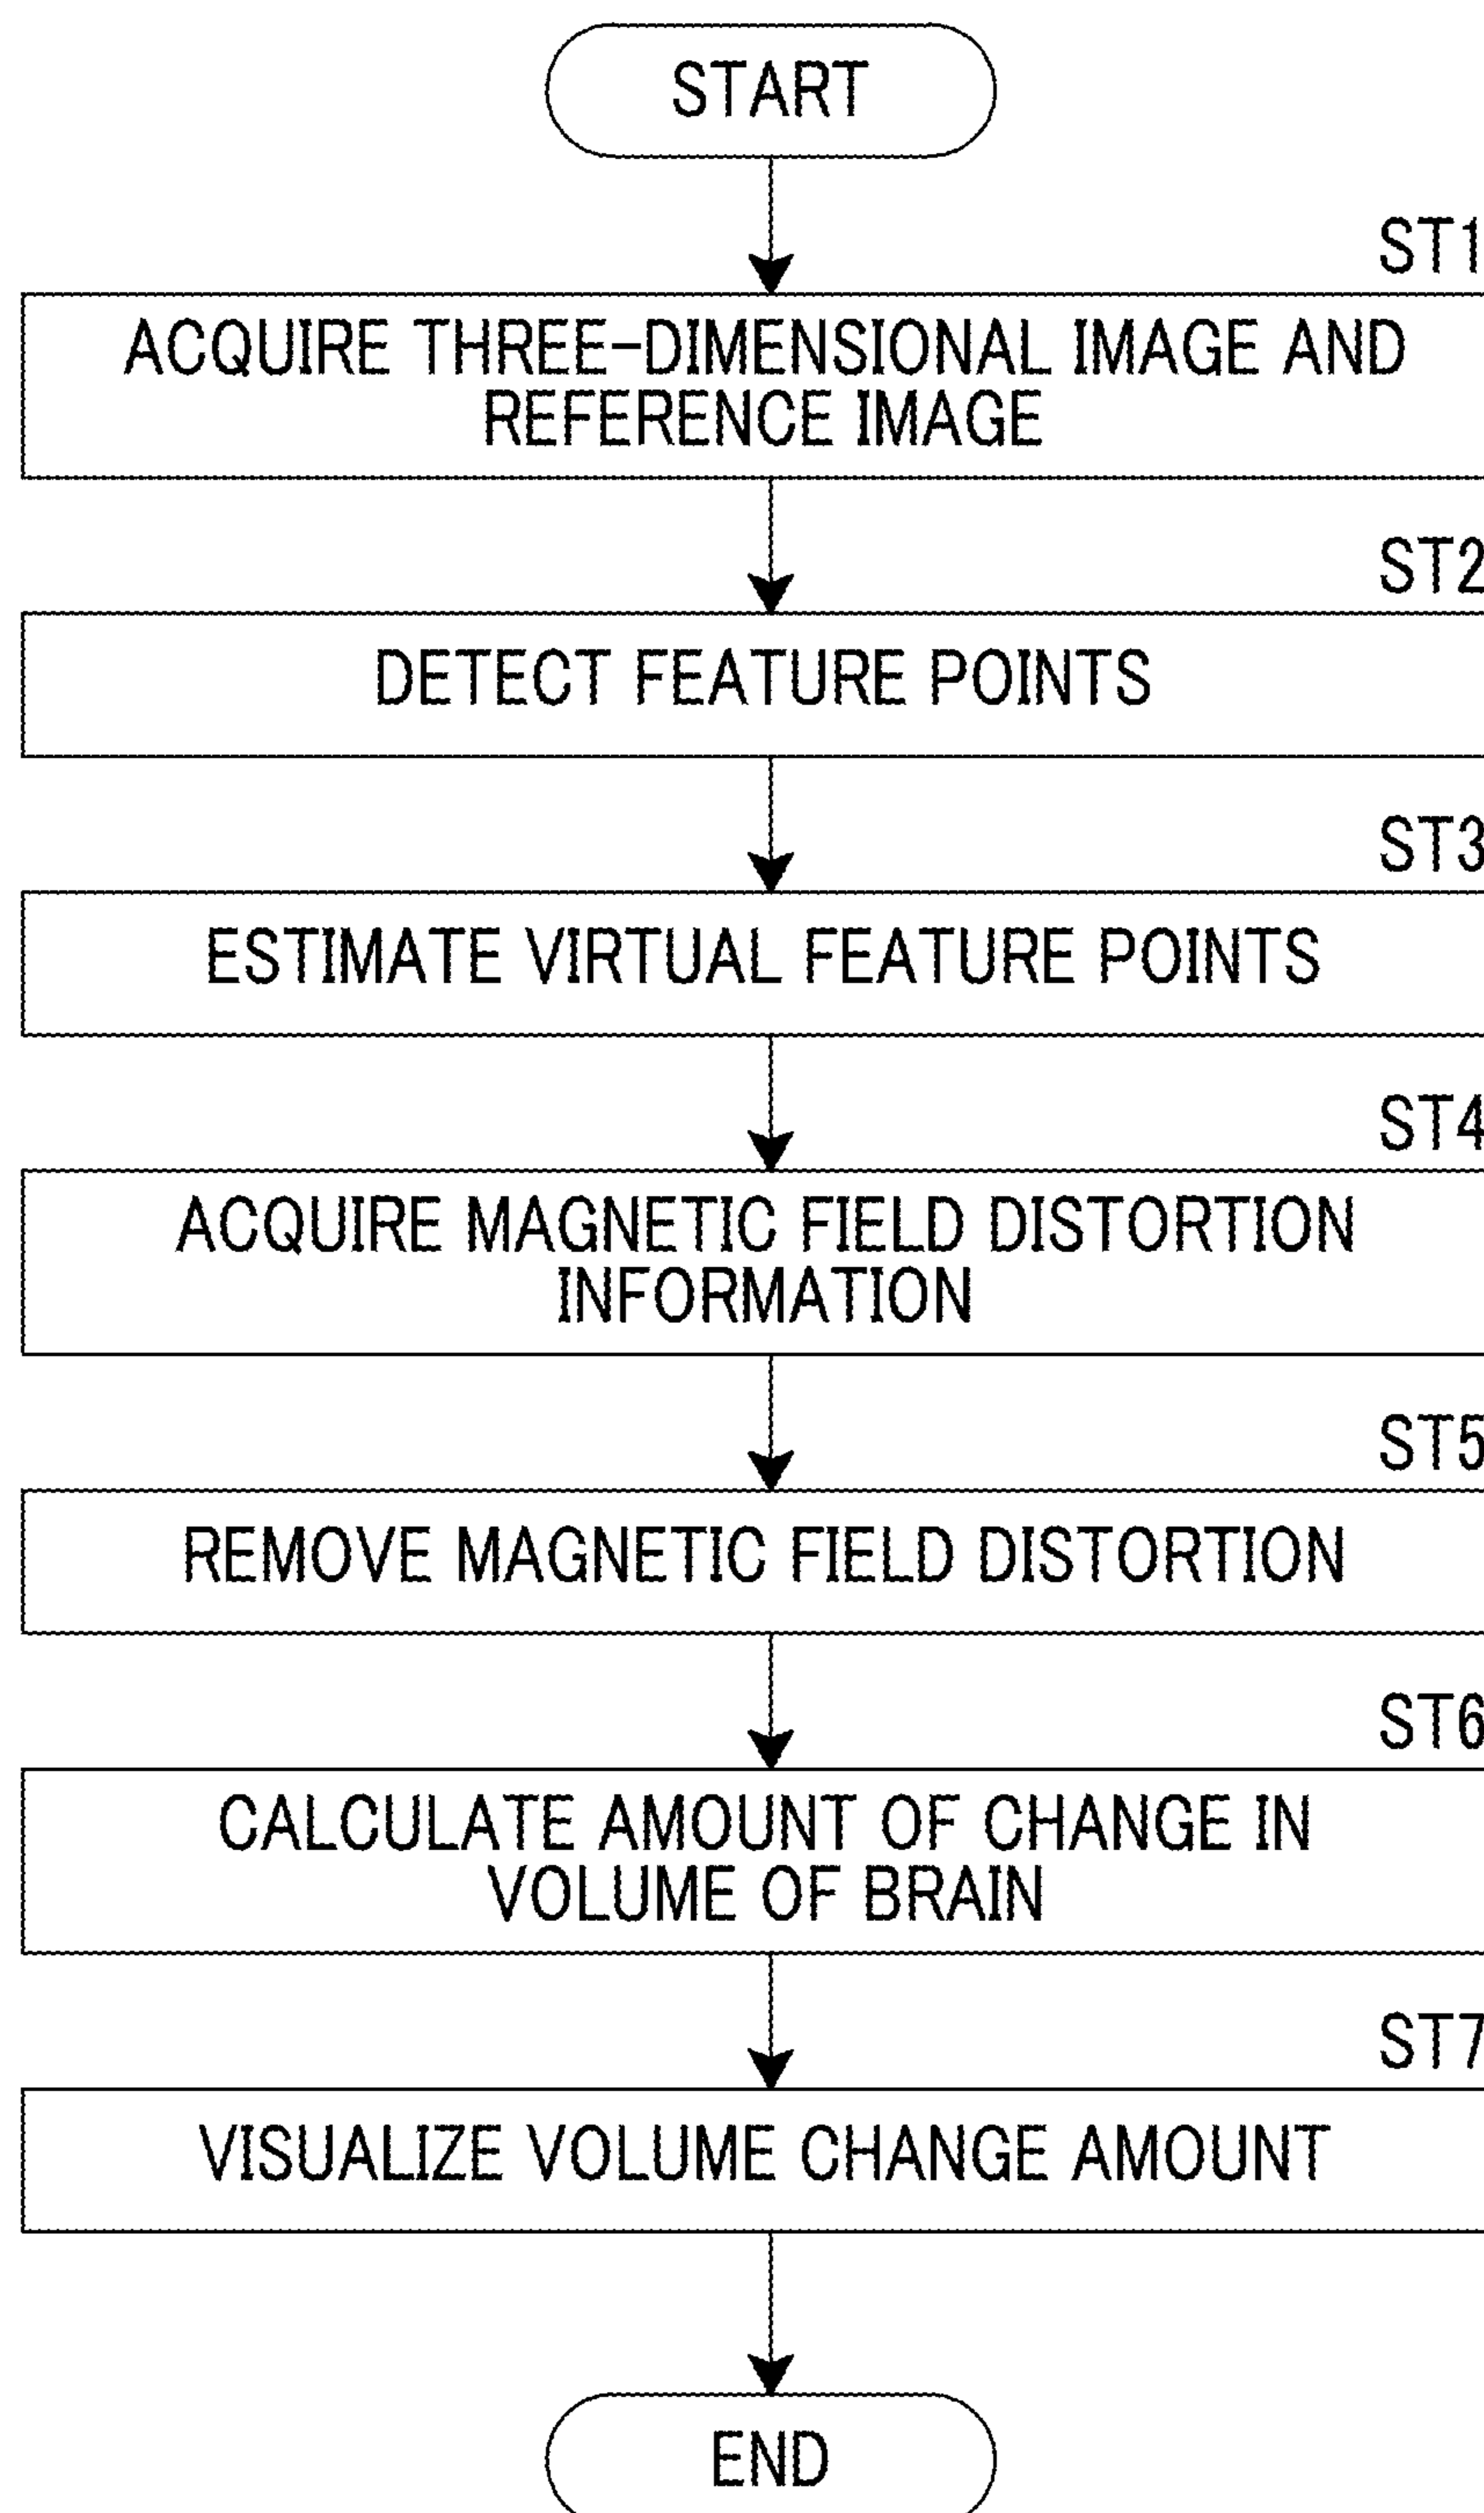 START
ST1
ACQUIRE THREE-DIMENSIONAL IMAGE AND
REFERENCE IMAGE
ST2
DETECT FEATURE POINTS
ST3
ESTIMATE VIRTUAL FEATURE POINTS
ST4
ACQUIRE MAGNETIC FIELD DISTORTION
INFORMATION
ST5
REMOVE MAGNETIC FIELD DISTORTION
ST6
CALCULATE AMOUNT OF CHANGE IN
VOLUME OF BRAIN
ST7
VISUALIZE VOLUME CHANGE AMOUNT
END